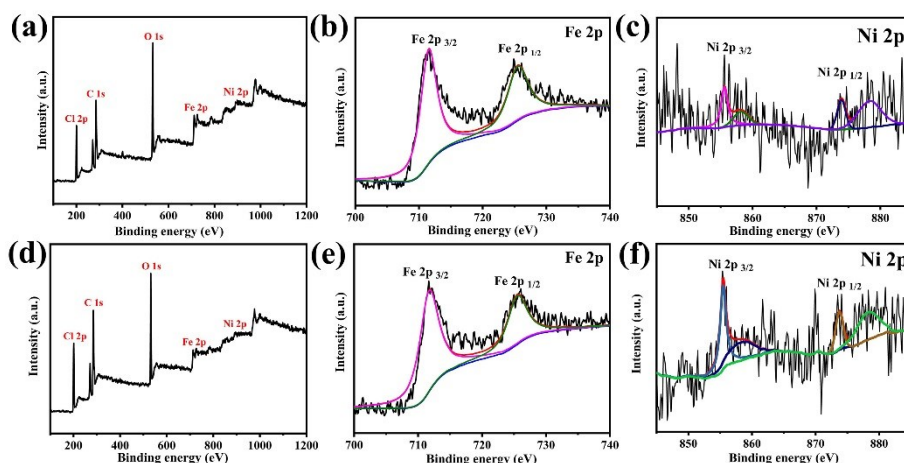 (a)
O 1s
C 1s
Cl 2p
Fe 2p
Ni 2p
Intensity (a.u.)
200 400 600 800 1000 1200
Binding energy (eV)
(b)
Fe 2p
Fe 2p 3/2
Fe 2p 1/2
Intensity (a.u.)
700 710 720 730 740
Binding energy (eV)
(c)
Ni 2p
Ni 2p 3/2
Ni 2p 1/2
Intensity (a.u.)
850 860 870 880
Binding energy (eV)
(d)
O 1s
C 1s
Cl 2p
Fe 2p
Ni 2p
Intensity (a.u.)
200 400 600 800 1000 1200
Binding energy (eV)
(e)
Fe 2p
Fe 2p 3/2
Fe 2p 1/2
Intensity (a.u.)
700 710 720 730 740
Binding energy (eV)
(f)
Ni 2p
Ni 2p 3/2
Ni 2p 1/2
Intensity (a.u.)
850 860 870 880
Binding energy (eV)